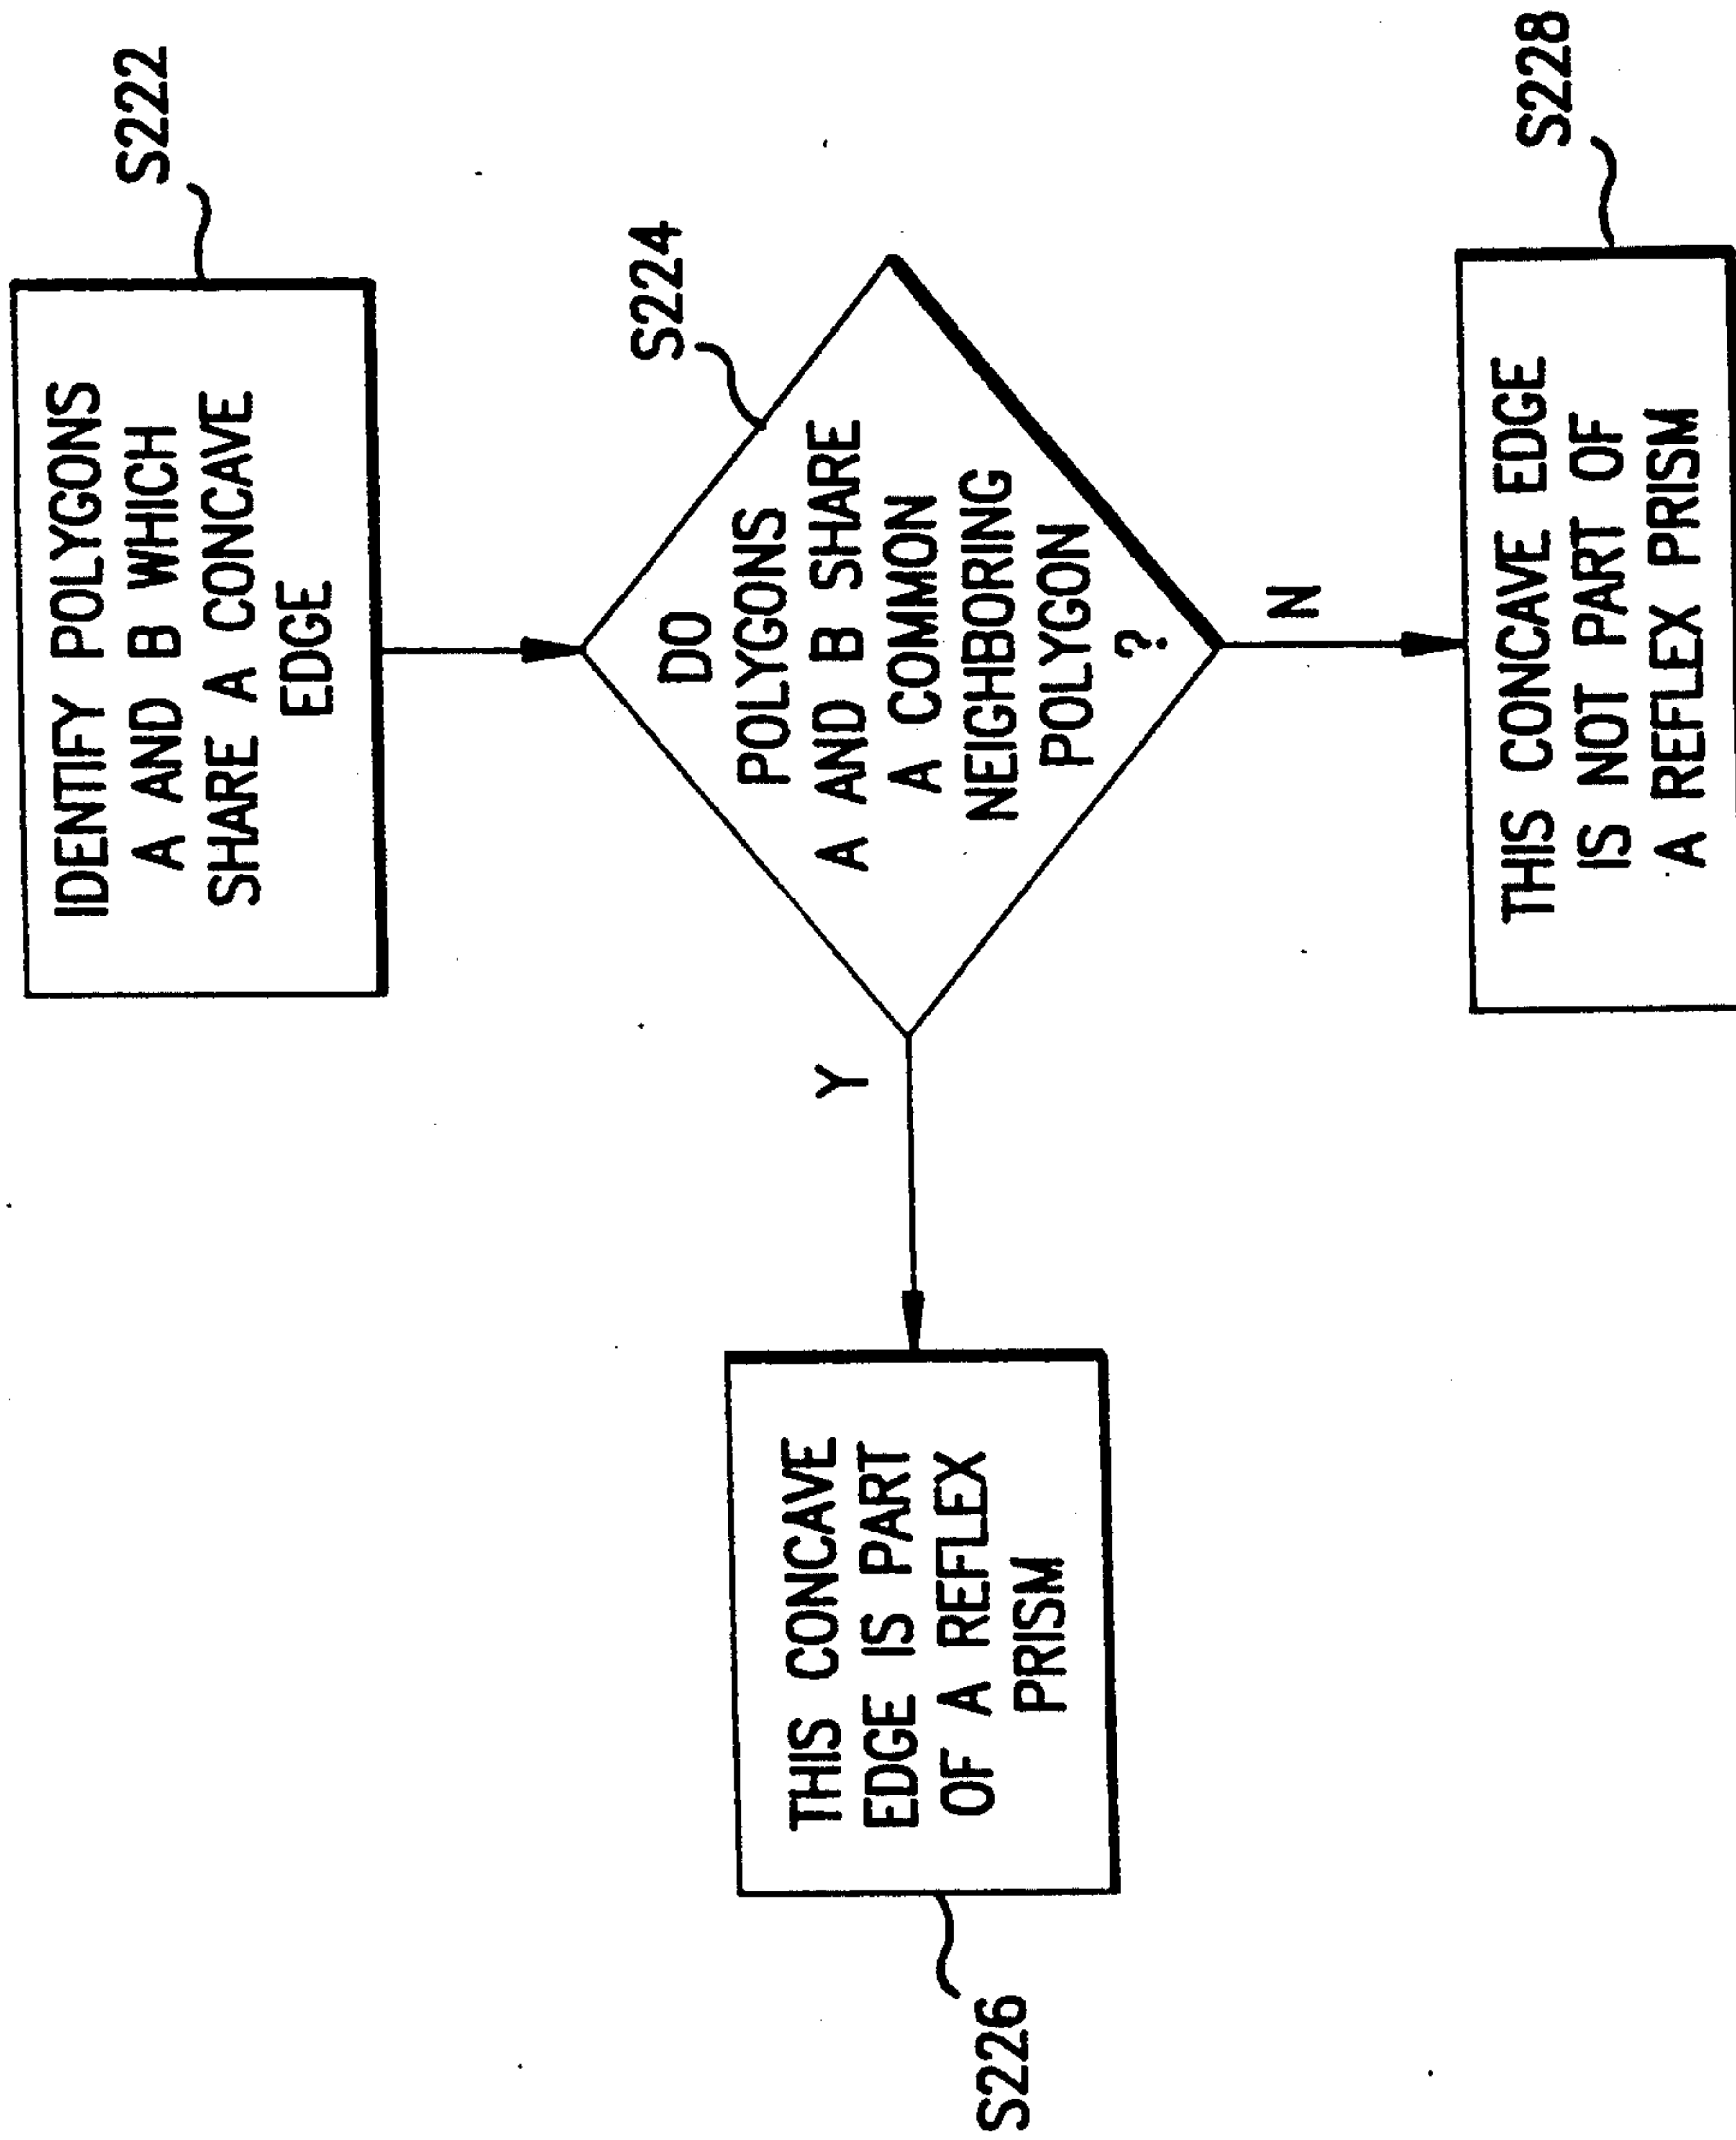 IDENTIFY POLYGONS
A AND B WHICH
SHARE A CONCAVE
EDGE
S222
DO
POLYGONS
A AND B SHARE
A COMMON
NEIGHBORING
POLYGON
?
S224
Y
N
THIS CONCAVE
EDGE IS PART
OF A REFLEX
PRISM
S226
THIS CONCAVE EDGE
IS NOT PART OF
A REFLEX PRISM
S228